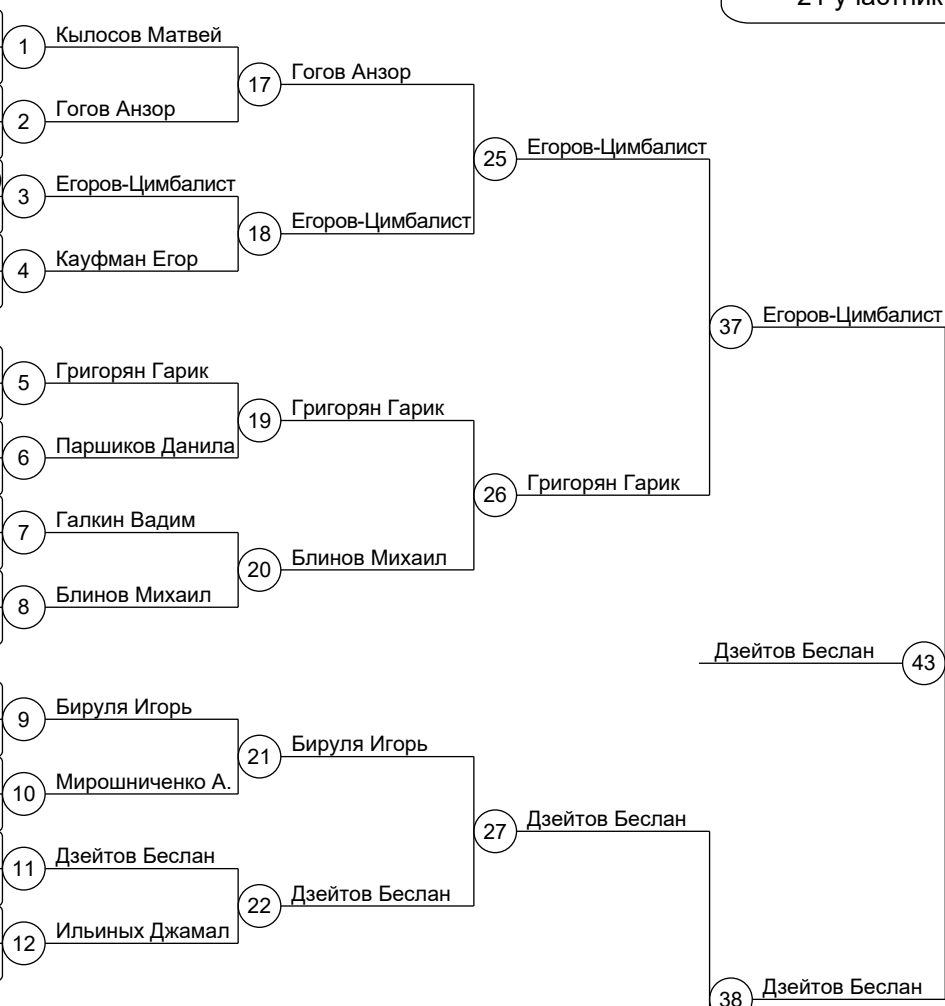 21 участник
1 Кылосов Матвей
17 Гогов Анзор
2 Гогов Анзор
25 Егоров-Цимбалист
3 Егоров-Цимбалист
18 Егоров-Цимбалист
4 Кауфман Егор
37 Егоров-Цимбалист
5 Григорян Гарик
19 Григорян Гарик
6 Паршиков Данила
26 Григорян Гарик
7 Галкин Вадим
20 Блинов Михаил
8 Блинов Михаил
Дзейтов Беслан 43
9 Бируля Игорь
21 Бируля Игорь
10 Мирошниченко А.
27 Дзейтов Беслан
11 Дзейтов Беслан
22 Дзейтов Беслан
12 Ильиных Джамал
38 Дзейтов Беслан